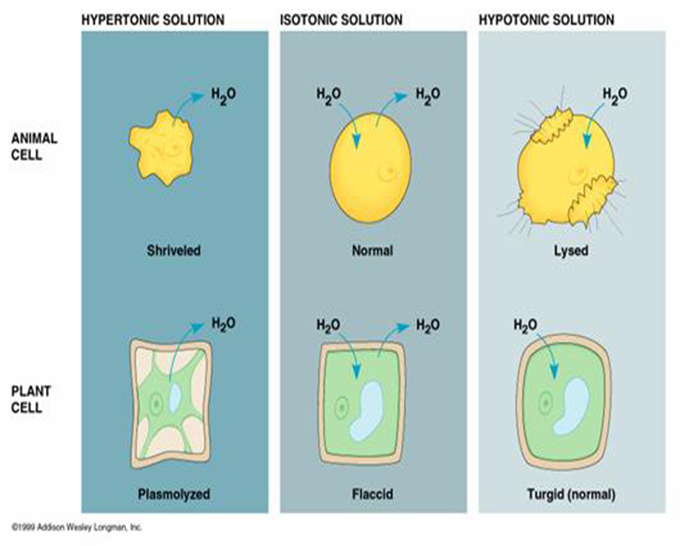 HYPERTONIC SOLUTION
ISOTONIC SOLUTION
HYPOTONIC SOLUTION
ANIMAL
CELL
H₂O
H₂O
H₂O
H₂O
Shriveled
Normal
Lysed
PLANT
CELL
H₂O
H₂O
H₂O
H₂O
Plasmolyzed
Flaccid
Turgid (normal)
©1999 Addison Wesley Longman, Inc.